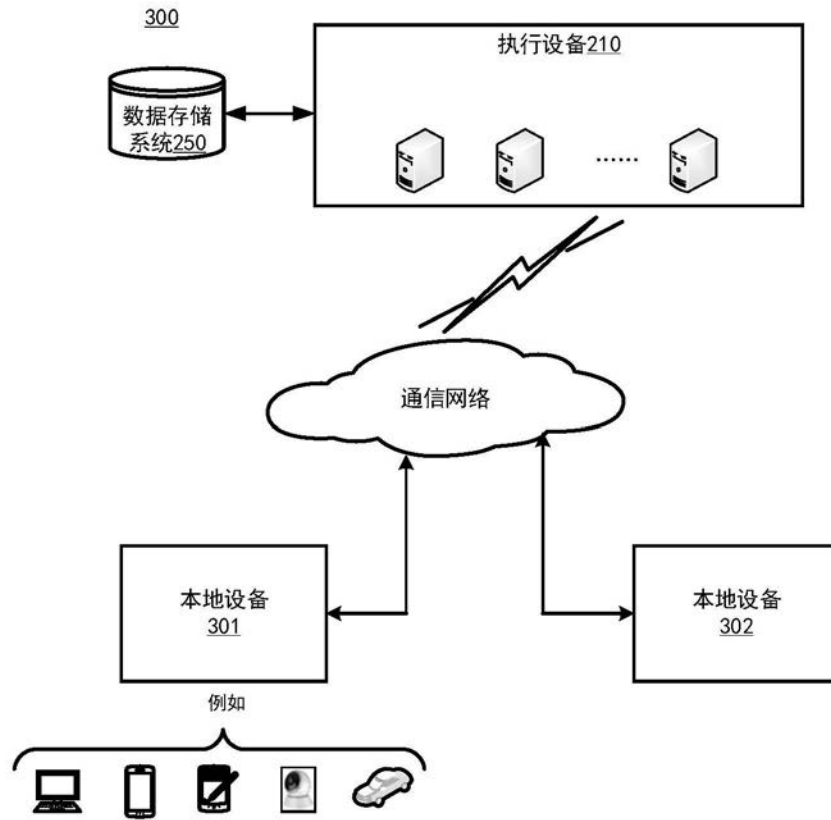 300
执行设备210
数据存储
系统250
……
通信网络
本地设备
301
本地设备
302
例如